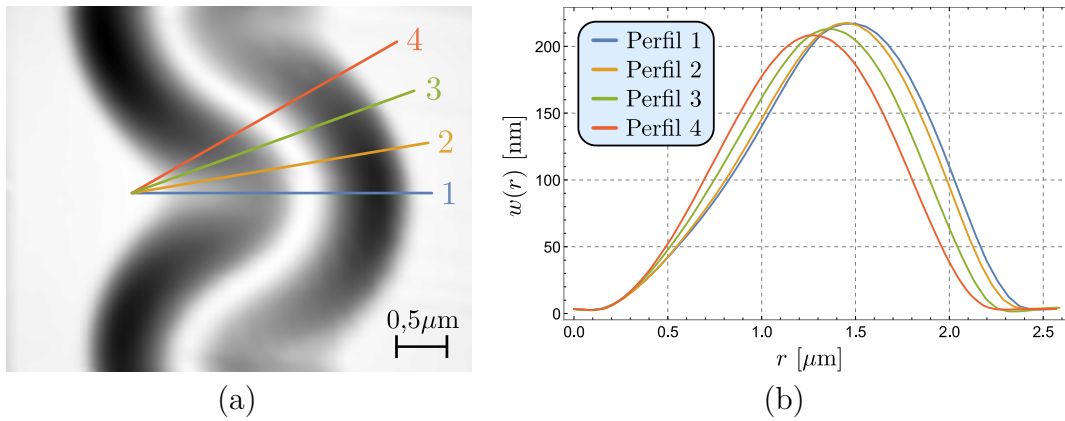 4
3
2
1
0,5μm
(a)
Perfil 1
Perfil 2
Perfil 3
Perfil 4
w(r) [nm]
200
150
100
50
0
0.0 0.5 1.0 1.5 2.0 2.5
r [μm]
(b)